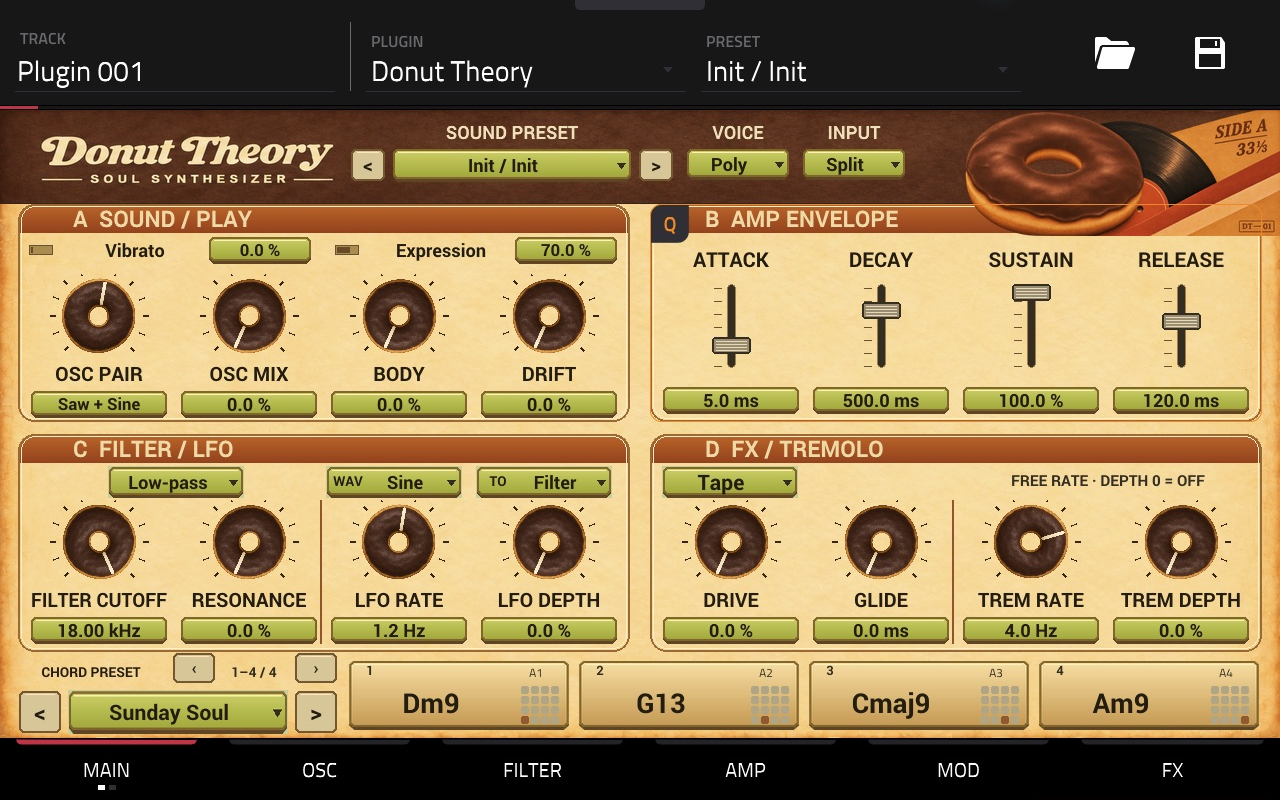 TRACK
Plugin 001
PLUGIN
Donut Theory
PRESET
Init / Init
Donut Theory
SOUL SYNTHESIZER
SOUND PRESET
< Init / Init >
VOICE
Poly
INPUT
Split
SIDE A
33⅓
DT—01
A SOUND / PLAY
Vibrato 0.0 % Expression 70.0 %
OSC PAIR OSC MIX BODY DRIFT
Saw + Sine 0.0 % 0.0 % 0.0 %
Q
B AMP ENVELOPE
ATTACK DECAY SUSTAIN RELEASE
5.0 ms 500.0 ms 100.0 % 120.0 ms
C FILTER / LFO
Low-pass WAV Sine TO Filter
FILTER CUTOFF RESONANCE LFO RATE LFO DEPTH
18.00 kHz 0.0 % 1.2 Hz 0.0 %
D FX / TREMOLO
Tape FREE RATE · DEPTH 0 = OFF
DRIVE GLIDE TREM RATE TREM DEPTH
0.0 % 0.0 ms 4.0 Hz 0.0 %
CHORD PRESET ‹ 1–4 / 4 ›
< Sunday Soul >
1 A1
Dm9
2 A2
G13
3 A3
Cmaj9
4 A4
Am9
MAIN OSC FILTER AMP MOD FX